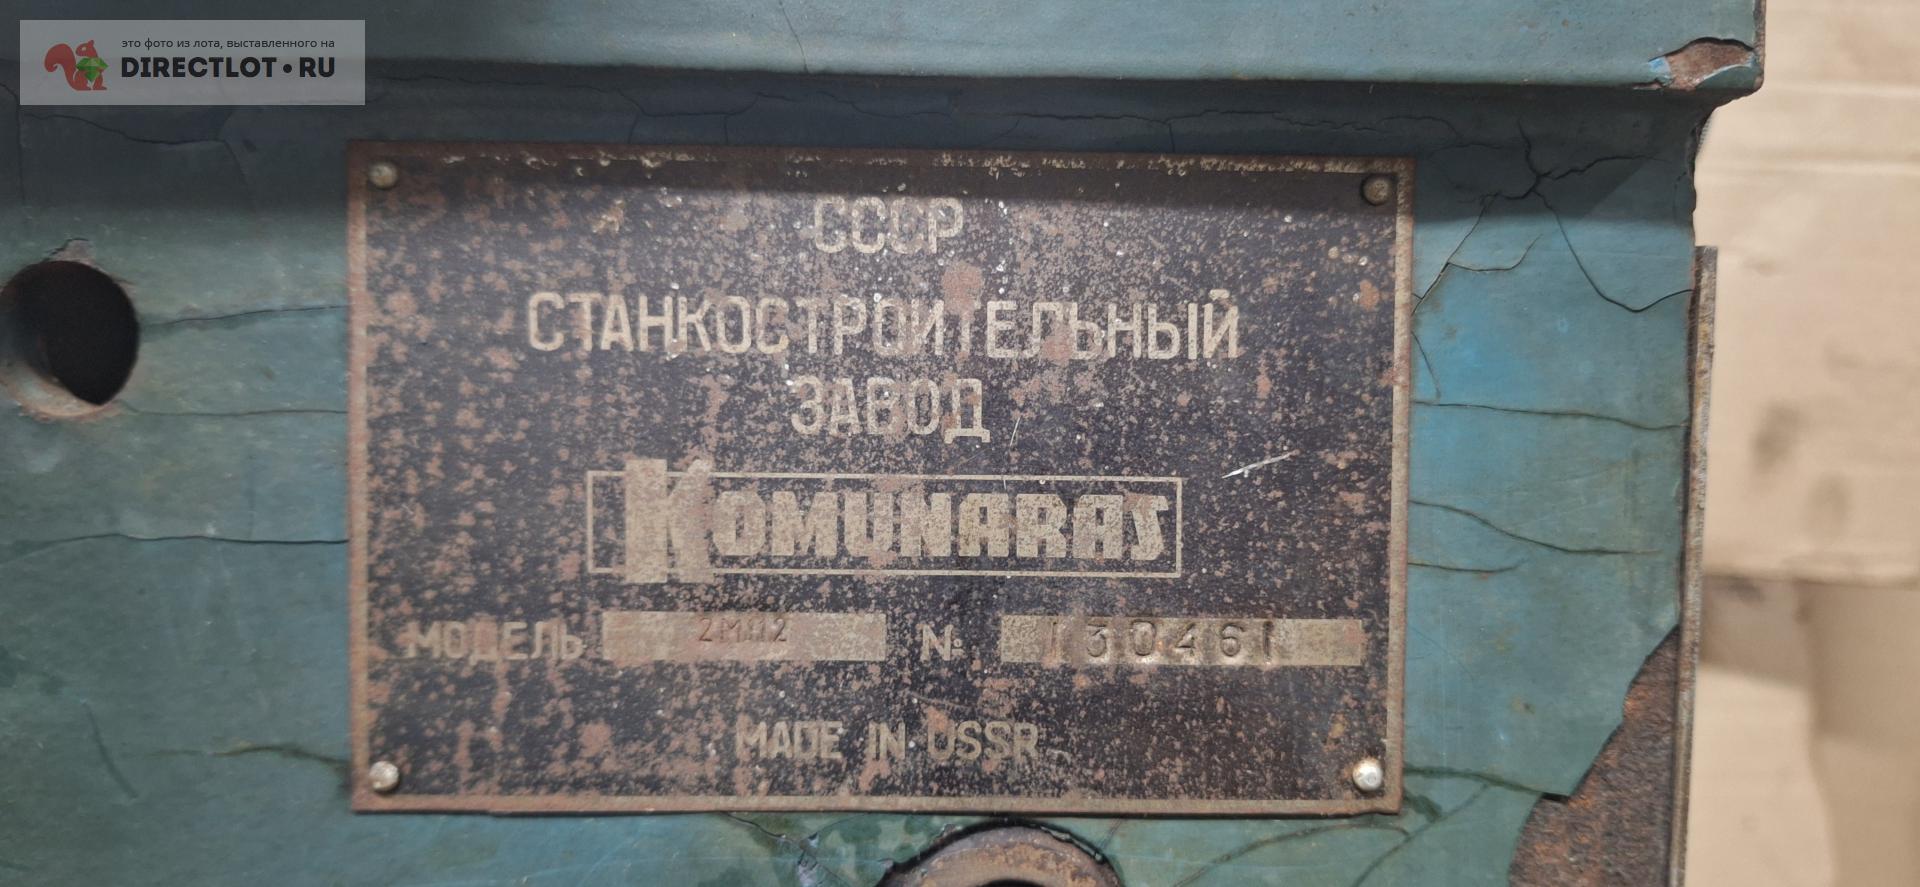 это фото из лота, выставленного на
DIRECTLOT.RU
СССР
СТАНКОСТРОИТЕЛЬНЫЙ
ЗАВОД
KOMUNARAS
МОДЕЛЬ 2М112 №: 130461
MADE IN USSR